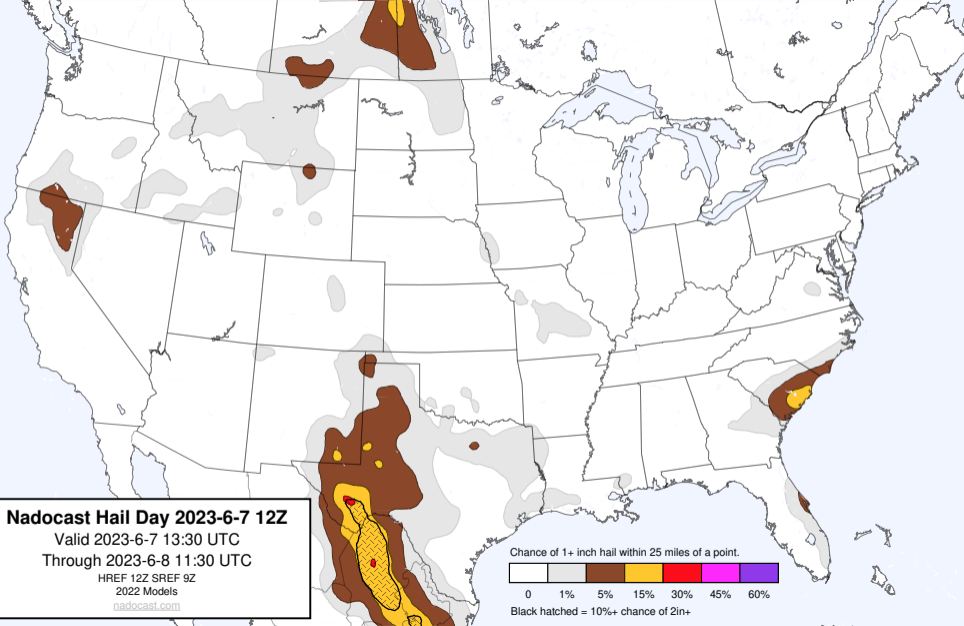 Nadocast Hail Day 2023-6-7 12Z
Valid 2023-6-7 13:30 UTC
Through 2023-6-8 11:30 UTC
HREF 12Z SREF 9Z
2022 Models
nadocast.com
Chance of 1+ inch hail within 25 miles of a point.
0 1% 5% 15% 30% 45% 60%
Black hatched = 10%+ chance of 2in+